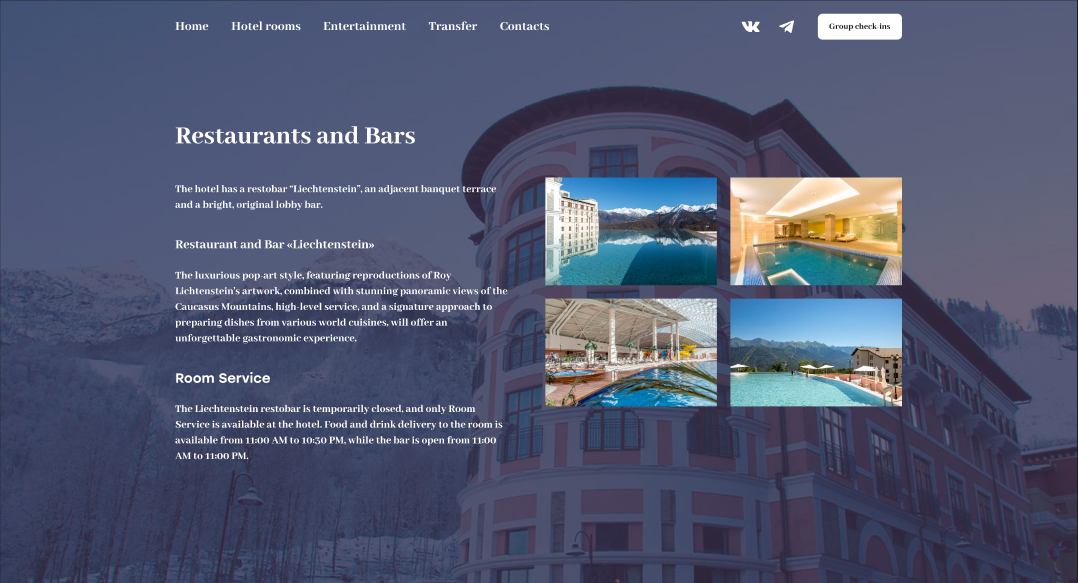 Home Hotel rooms Entertainment Transfer Contacts Group check-ins
Restaurants and Bars
The hotel has a restobar "Liechtenstein", an adjacent banquet terrace
and a bright, original lobby bar.
Restaurant and Bar «Liechtenstein»
The luxurious pop-art style, featuring reproductions of Roy
Lichtenstein's artwork, combined with stunning panoramic views of the
Caucasus Mountains, high-level service, and a signature approach to
preparing dishes from various world cuisines, will offer an
unforgettable gastronomic experience.
Room Service
The Liechtenstein restobar is temporarily closed, and only Room
Service is available at the hotel. Food and drink delivery to the room is
available from 11:00 AM to 10:30 PM, while the bar is open from 11:00
AM to 11:00 PM.